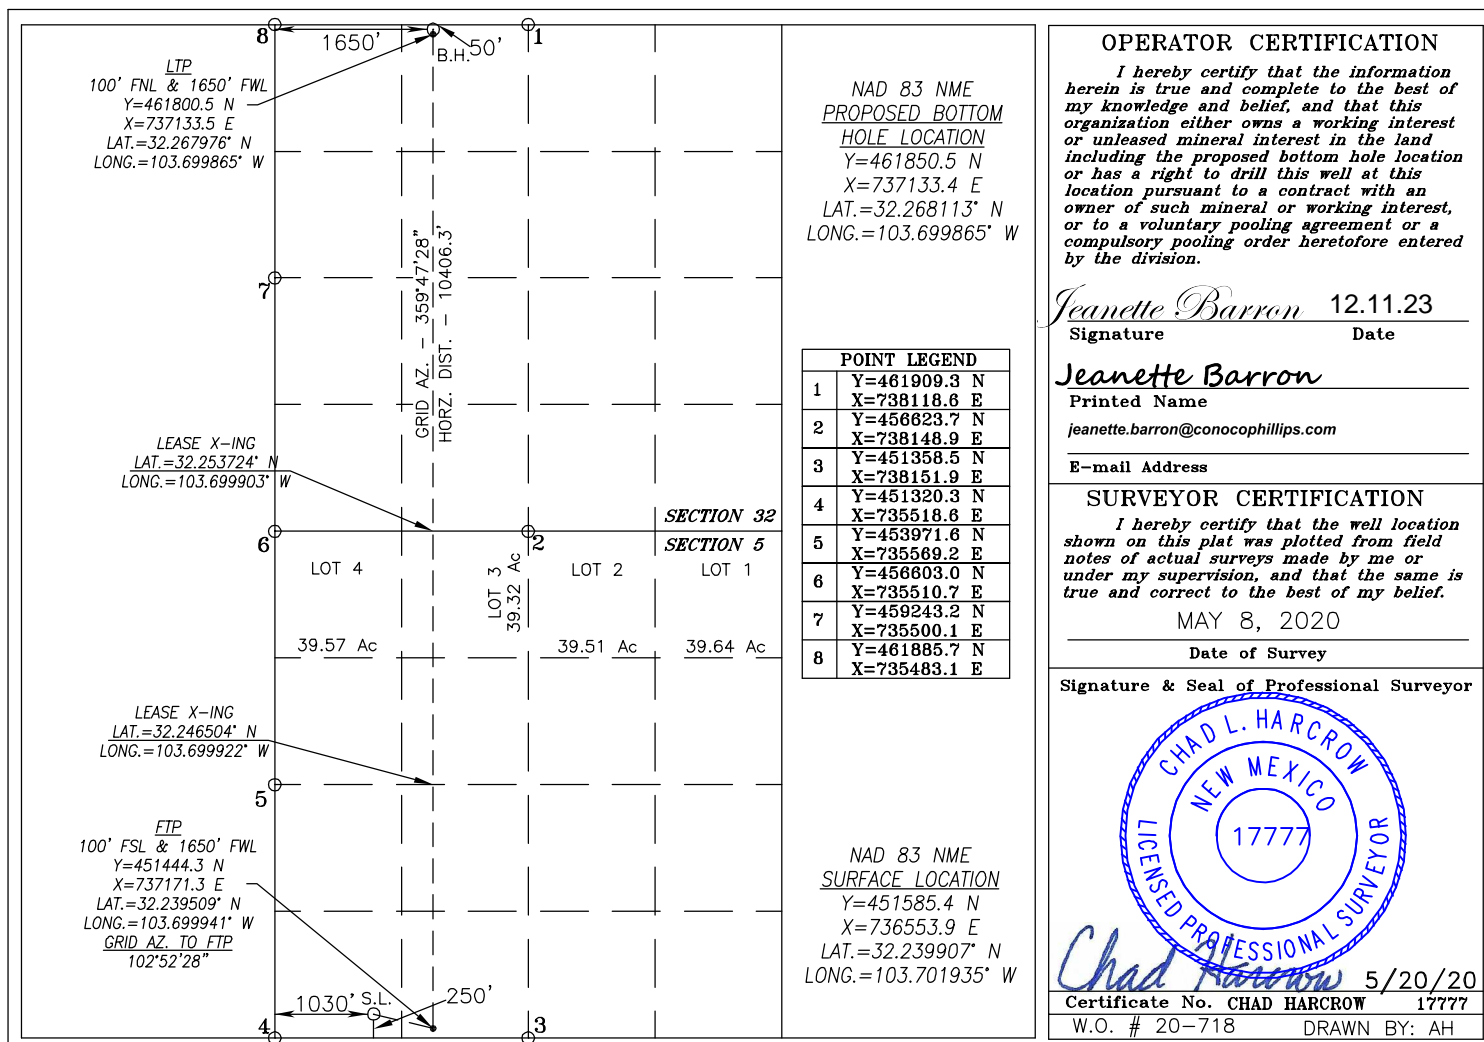 8
1650'
B.H.
50'
1
LTP
100' FNL & 1650' FWL
Y=461800.5 N
X=737133.5 E
LAT.=32.267976° N
LONG.=103.699865° W
7
GRID AZ. - 359°47'28"
HORZ. DIST. - 10406.3'
LEASE X-ING
LAT.=32.253724° N
LONG.=103.699903° W
6
2
SECTION 32
SECTION 5
LOT 4
LOT 3
39.32 Ac
LOT 2
LOT 1
39.57 Ac
39.51 Ac
39.64 Ac
LEASE X-ING
LAT.=32.246504° N
LONG.=103.699922° W
5
FTP
100' FSL & 1650' FWL
Y=451444.3 N
X=737171.3 E
LAT.=32.239509° N
LONG.=103.699941° W
GRID AZ. TO FTP
102°52'28"
1030'
S.L.
250'
4
3
NAD 83 NME
PROPOSED BOTTOM
HOLE LOCATION
Y=461850.5 N
X=737133.4 E
LAT.=32.268113° N
LONG.=103.699865° W
POINT LEGEND
1 Y=461909.3 N
X=738118.6 E
2 Y=456623.7 N
X=738148.9 E
3 Y=451358.5 N
X=738151.9 E
4 Y=451320.3 N
X=735518.6 E
5 Y=453971.6 N
X=735569.2 E
6 Y=456603.0 N
X=735510.7 E
7 Y=459243.2 N
X=735500.1 E
8 Y=461885.7 N
X=735483.1 E
NAD 83 NME
SURFACE LOCATION
Y=451585.4 N
X=736553.9 E
LAT.=32.239907° N
LONG.=103.701935° W
OPERATOR CERTIFICATION
I hereby certify that the information
herein is true and complete to the best of
my knowledge and belief, and that this
organization either owns a working interest
or unleased mineral interest in the land
including the proposed bottom hole location
or has a right to drill this well at this
location pursuant to a contract with an
owner of such mineral or working interest,
or to a voluntary pooling agreement or a
compulsory pooling order heretofore entered
by the division.
Jeanette Barron 12.11.23
Signature Date
Jeanette Barron
Printed Name
jeanette.barron@conocophillips.com
E-mail Address
SURVEYOR CERTIFICATION
I hereby certify that the well location
shown on this plat was plotted from field
notes of actual surveys made by me or
under my supervision, and that the same is
true and correct to the best of my belief.
MAY 8, 2020
Date of Survey
Signature & Seal of Professional Surveyor
CHAD L. HARCROW
NEW MEXICO
17777
LICENSED PROFESSIONAL SURVEYOR
Chad Harcrow 5/20/20
Certificate No. CHAD HARCROW 17777
W.O. # 20-718 DRAWN BY: AH